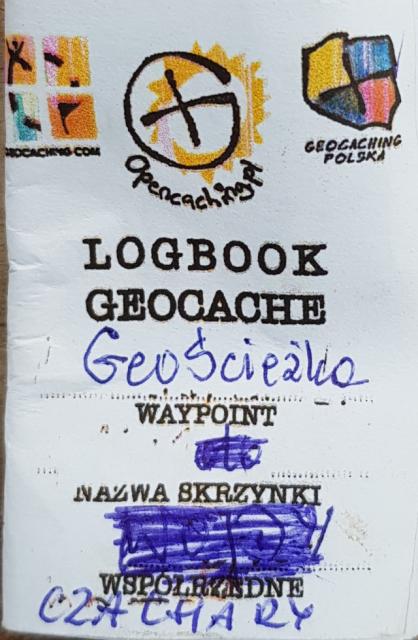 GEOCACHING.COM
Opencaching.pl
GEOCACHING
POLSKA
LOGBOOK
GEOCACHE
GeoŚcieżka
WAYPOINT
NAZWA SKRZYNKI
WSPÓŁRZĘDNE
CZACHARY